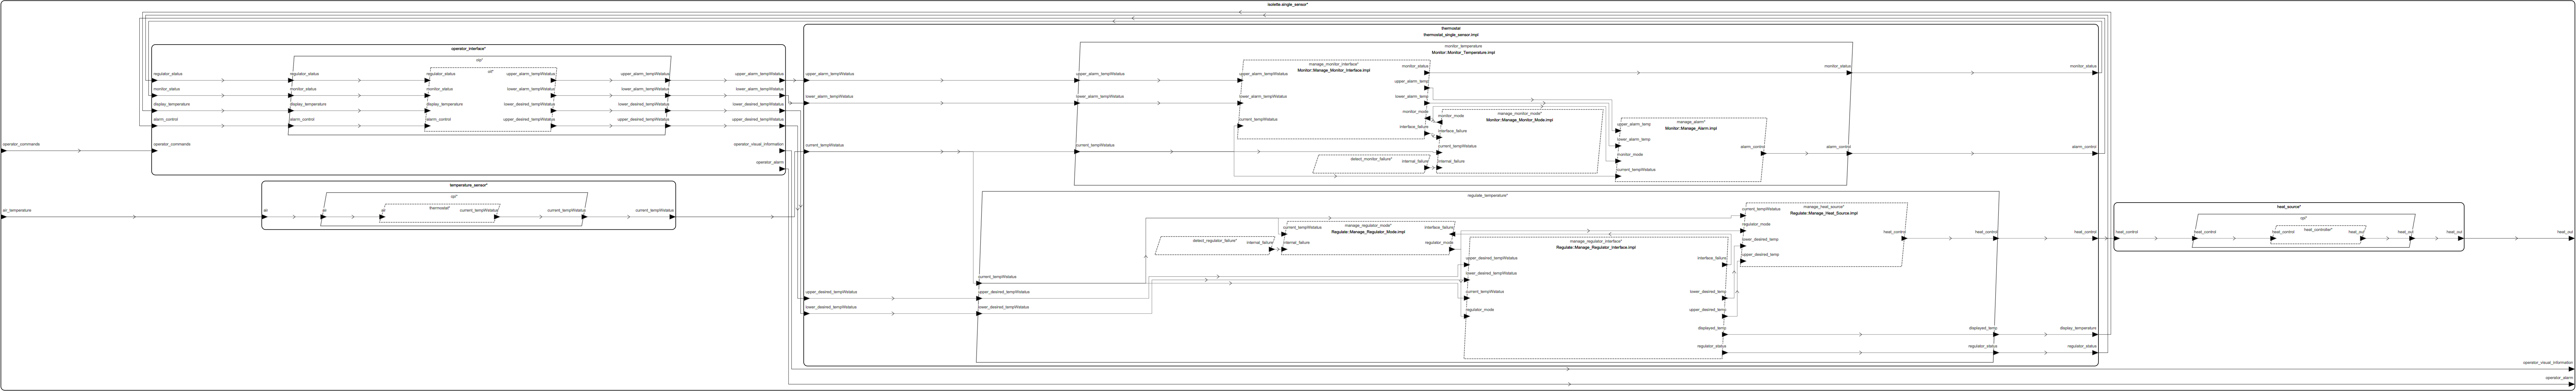 isolette.single_sensor*
thermostat
thermostat_single_sensor.impl
operator_interface*
oip*
oit*
regulator_status
regulator_status
regulator_status
upper_alarm_tempWstatus
upper_alarm_tempWstatus
upper_alarm_tempWstatus
monitor_status
monitor_status
monitor_status
lower_alarm_tempWstatus
lower_alarm_tempWstatus
lower_alarm_tempWstatus
display_temperature
display_temperature
display_temperature
lower_desired_tempWstatus
lower_desired_tempWstatus
lower_desired_tempWstatus
alarm_control
alarm_control
alarm_control
upper_desired_tempWstatus
upper_desired_tempWstatus
upper_desired_tempWstatus
operator_commands
operator_commands
operator_visual_information
operator_alarm
temperature_sensor*
thermostat*
air_temperature
air
air
current_tempWstatus
current_tempWstatus
current_tempWstatus
monitor_temperature
Monitor::Monitor_Temperature.impl
upper_alarm_tempWstatus
upper_alarm_tempWstatus
upper_alarm_tempWstatus
lower_alarm_tempWstatus
lower_alarm_tempWstatus
lower_alarm_tempWstatus
current_tempWstatus
current_tempWstatus
current_tempWstatus
manage_monitor_interface*
Monitor::Manage_Monitor_Interface.impl
monitor_status
upper_alarm_temp
lower_alarm_temp
monitor_mode
interface_failure
manage_monitor_mode*
Monitor::Manage_Monitor_Mode.impl
monitor_mode
interface_failure
current_tempWstatus
internal_failure
detect_monitor_failure*
internal_failure
manage_alarm*
Monitor::Manage_Alarm.impl
upper_alarm_temp
lower_alarm_temp
monitor_mode
current_tempWstatus
alarm_control
alarm_control
alarm_control
monitor_status
monitor_status
regulate_temperature*
current_tempWstatus
upper_desired_tempWstatus
upper_desired_tempWstatus
lower_desired_tempWstatus
lower_desired_tempWstatus
detect_regulator_failure*
internal_failure
manage_regulator_mode*
Regulate::Manage_Regulator_Mode.impl
current_tempWstatus
internal_failure
interface_failure
regulator_mode
manage_regulator_interface*
Regulate::Manage_Regulator_Interface.impl
upper_desired_tempWstatus
lower_desired_tempWstatus
current_tempWstatus
regulator_mode
interface_failure
lower_desired_temp
upper_desired_temp
displayed_temp
regulator_status
manage_heat_source*
Regulate::Manage_Heat_Source.impl
current_tempWstatus
regulator_mode
lower_desired_temp
upper_desired_temp
heat_control
heat_control
heat_control
displayed_temp
display_temperature
regulator_status
regulator_status
heat_source*
heat_controller*
heat_control
heat_control
heat_control
heat_out
heat_out
heat_out
heat_out
operator_visual_information
operator_alarm